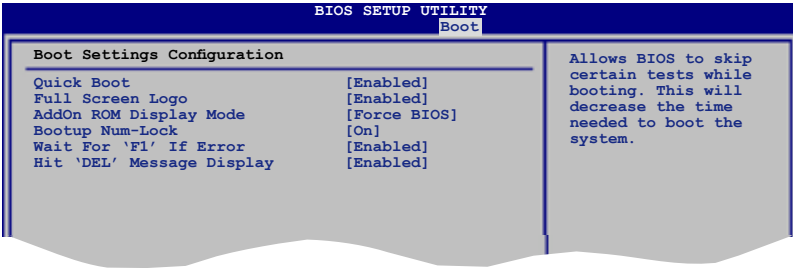 BIOS SETUP UTILITY
Boot
Boot Settings Configuration
Quick Boot [Enabled]
Full Screen Logo [Enabled]
AddOn ROM Display Mode [Force BIOS]
Bootup Num-Lock [On]
Wait For ‘F1’ If Error [Enabled]
Hit ‘DEL’ Message Display [Enabled]
Allows BIOS to skip
certain tests while
booting. This will
decrease the time
needed to boot the
system.